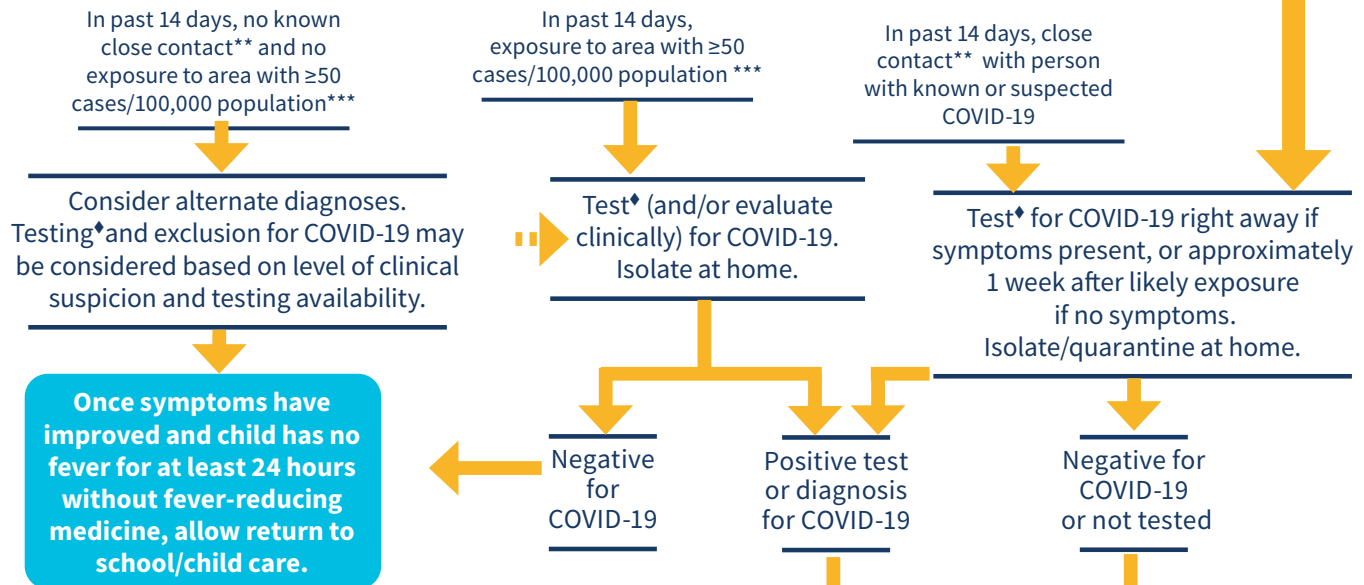 In past 14 days, no known
close contact** and no
exposure to area with ≥50
cases/100,000 population***
In past 14 days,
exposure to area with ≥50
cases/100,000 population ***
In past 14 days, close
contact** with person
with known or suspected
COVID-19
Consider alternate diagnoses.
Testing♦and exclusion for COVID-19 may
be considered based on level of clinical
suspicion and testing availability.
Test♦ (and/or evaluate
clinically) for COVID-19.
Isolate at home.
Test♦ for COVID-19 right away if
symptoms present, or approximately
1 week after likely exposure
if no symptoms.
Isolate/quarantine at home.
Once symptoms have
improved and child has no
fever for at least 24 hours
without fever-reducing
medicine, allow return to
school/child care.
Negative
for
COVID-19
Positive test
or diagnosis
for COVID-19
Negative for
COVID-19
or not tested